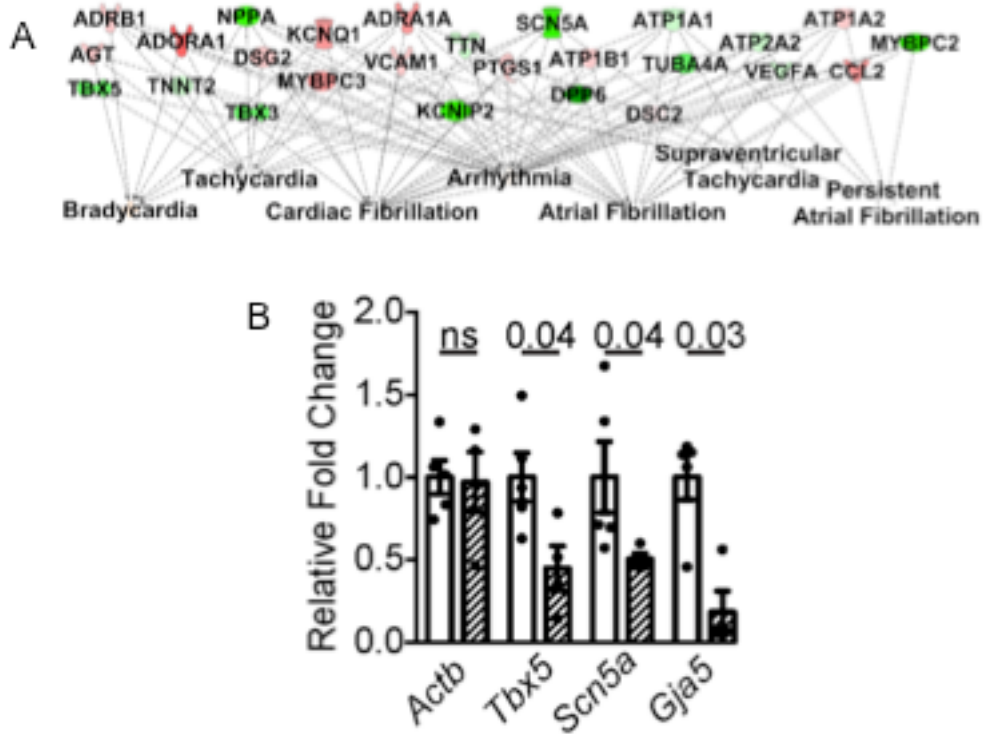 A
ADRB1 NPPA ADRA1A SCN5A ATP1A1 ATP1A2
ADORA1 KCNQ1 TTN ATP2A2 MYBPC2
AGT DSG2 VCAM1 PTGS1 ATP1B1 TUBA4A VEGFA CCL2
TBX5 TNNT2 MYBPC3 DPP6
TBX3 KCNIP2 DSC2
Supraventricular
Tachycardia Arrhythmia Tachycardia Persistent
Bradycardia Cardiac Fibrillation Atrial Fibrillation Atrial Fibrillation
B
Relative Fold Change
2.0
ns 0.04 0.04 0.03
1.5
1.0
0.5
0.0
Actb Tbx5 Scn5a Gja5